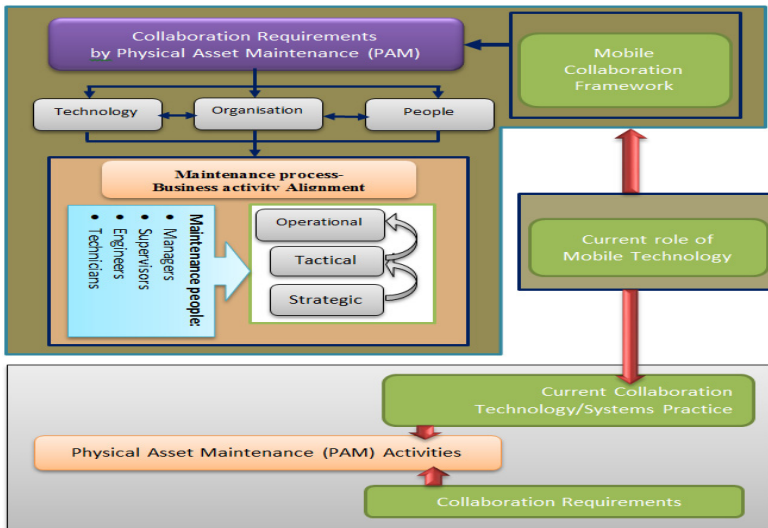 Collaboration Requirements
by Physical Asset Maintenance (PAM)
Mobile
Collaboration
Framework
Technology
Organisation
People
Maintenance process-
Business activity Alignment
Maintenance people:
• Managers
• Supervisors
• Engineers
• Technicians
Operational
Tactical
Strategic
Current role of
Mobile Technology
Current Collaboration
Technology/Systems Practice
Physical Asset Maintenance (PAM) Activities
Collaboration Requirements